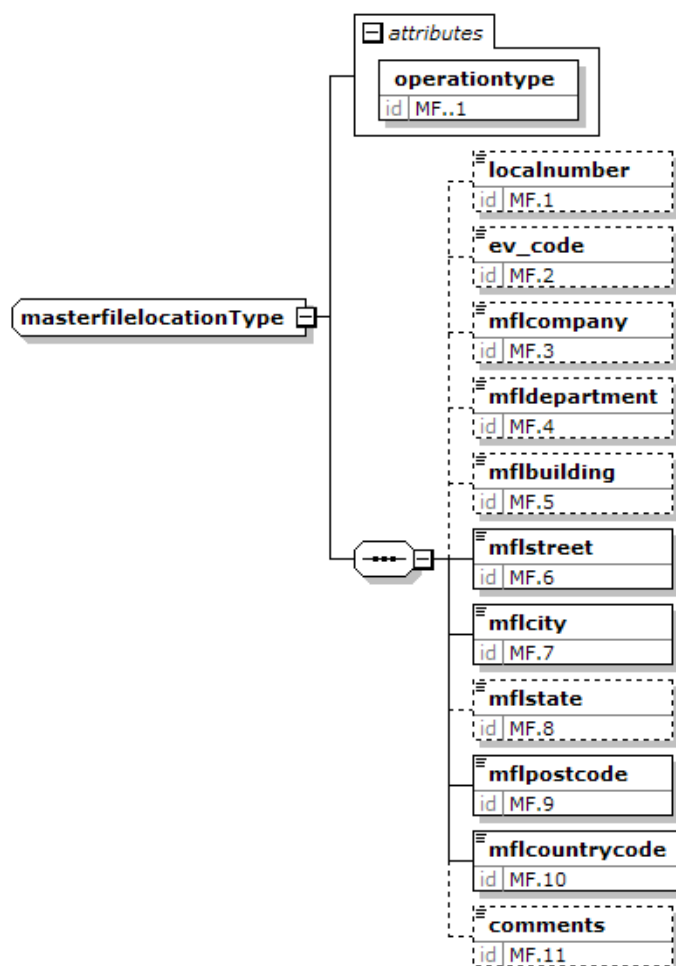 attributes
operationtype
id MF..1
localnumber
id MF.1
ev_code
id MF.2
mflcompany
id MF.3
masterfilelocationType
mfldepartment
id MF.4
mflbuilding
id MF.5
mflstreet
id MF.6
mflcity
id MF.7
mflstate
id MF.8
mflpostcode
id MF.9
mflcountrycode
id MF.10
comments
id MF.11